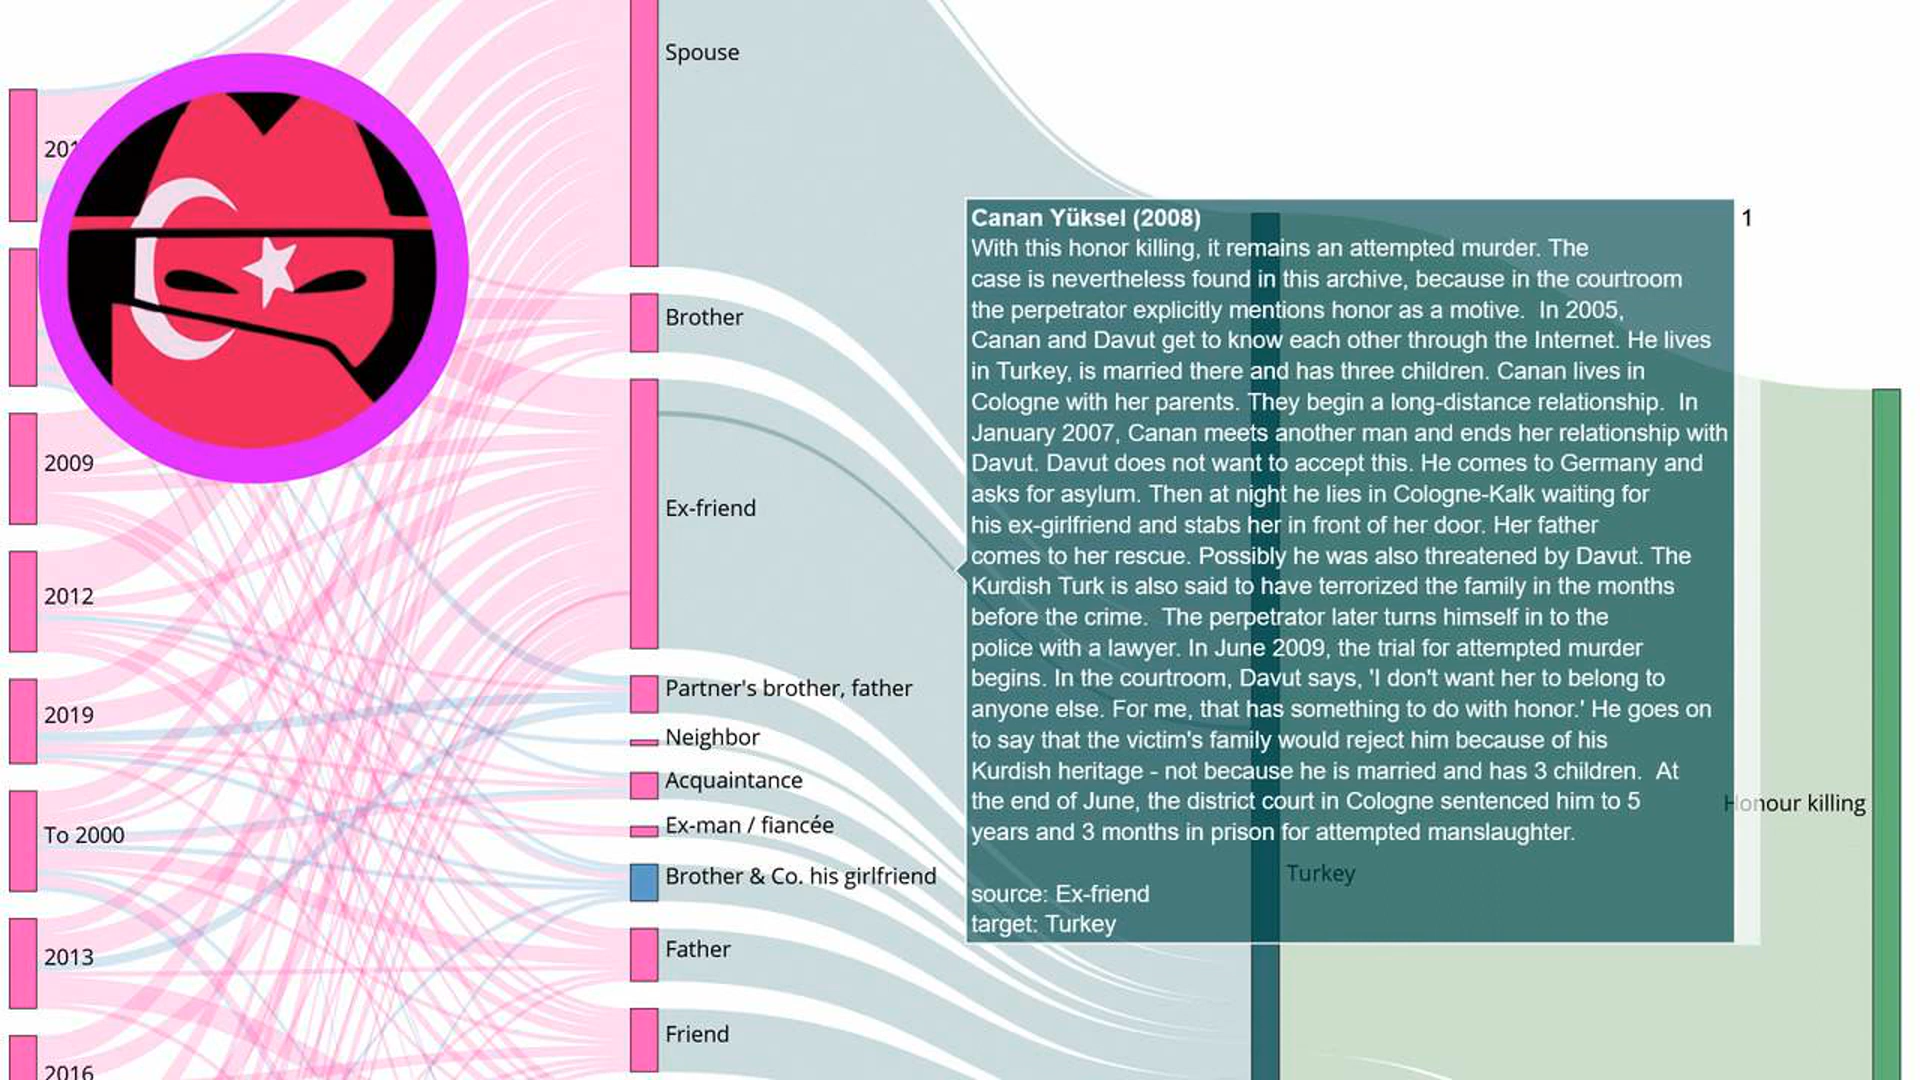 Spouse
201
Canan Yüksel (2008)
1
With this honor killing, it remains an attempted murder. The
case is nevertheless found in this archive, because in the courtroom
the perpetrator explicitly mentions honor as a motive.  In 2005,
Canan and Davut get to know each other through the Internet. He lives
in Turkey, is married there and has three children. Canan lives in
Cologne with her parents. They begin a long-distance relationship.  In
January 2007, Canan meets another man and ends her relationship with
Davut. Davut does not want to accept this. He comes to Germany and
asks for asylum. Then at night he lies in Cologne-Kalk waiting for
his ex-girlfriend and stabs her in front of her door. Her father
comes to her rescue. Possibly he was also threatened by Davut. The
Kurdish Turk is also said to have terrorized the family in the months
before the crime.  The perpetrator later turns himself in to the
police with a lawyer. In June 2009, the trial for attempted murder
begins. In the courtroom, Davut says, 'I don't want her to belong to
anyone else. For me, that has something to do with honor.' He goes on
to say that the victim's family would reject him because of his
Kurdish heritage - not because he is married and has 3 children.  At
the end of June, the district court in Cologne sentenced him to 5
years and 3 months in prison for attempted manslaughter.
source: Ex-friend
target: Turkey
Brother
2009
Ex-friend
2012
Partner's brother, father
2019
Neighbor
Acquaintance
Honour killing
Ex-man / fiancée
To 2000
Brother & Co. his girlfriend
Turkey
Father
2013
Friend
2016